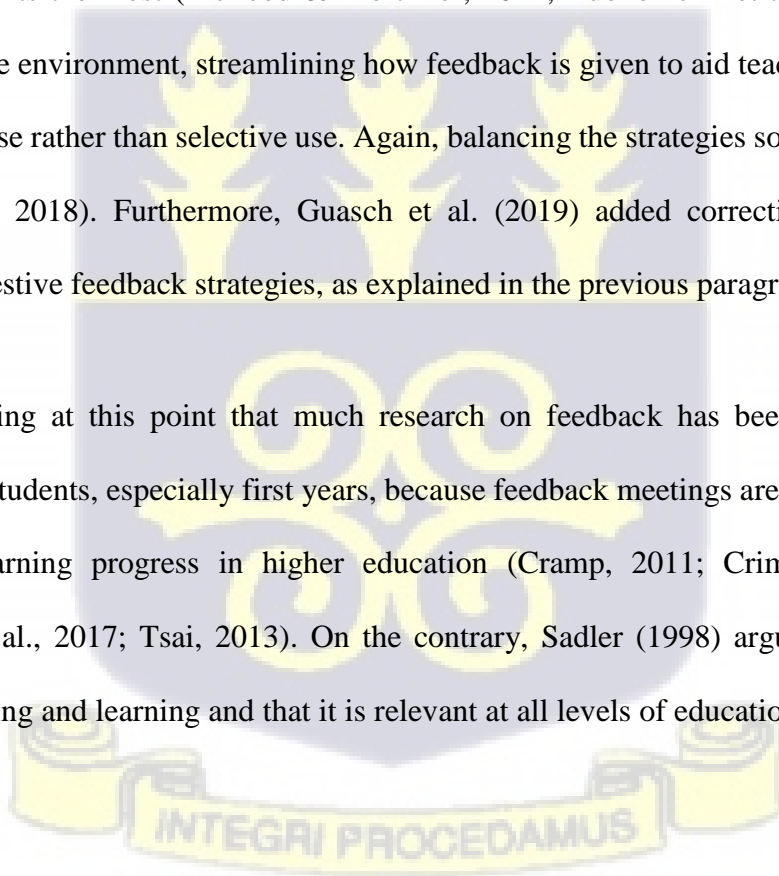 e environment, streamlining how feedback is given to aid teac
se rather than selective use. Again, balancing the strategies so
2018). Furthermore, Guasch et al. (2019) added correcti
estive feedback strategies, as explained in the previous paragr
ing at this point that much research on feedback has bee
tudents, especially first years, because feedback meetings are
arning progress in higher education (Cramp, 2011; Crim
al., 2017; Tsai, 2013). On the contrary, Sadler (1998) argu
ing and learning and that it is relevant at all levels of educatio
INTEGRI PROCEDAMUS